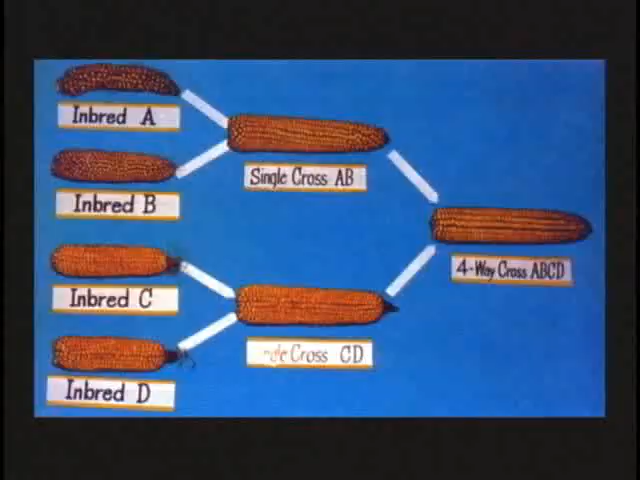 Inbred A
Single Cross AB
Inbred B
4-Way Cross ABCD
Inbred C
Cross CD
Inbred D